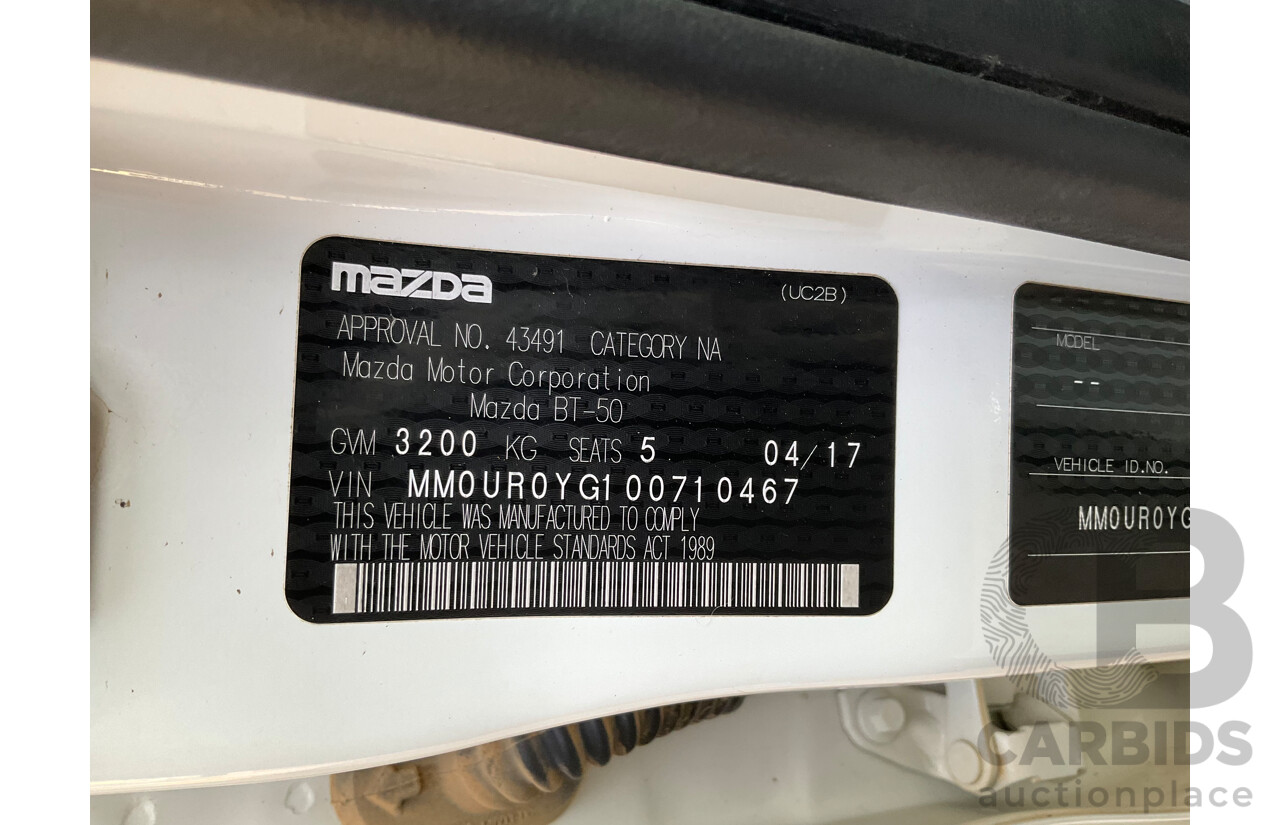 mazda (UC2B)
APPROVAL NO. 43491 CATEGORY NA
Mazda Motor Corporation
Mazda BT-50
GVM 3200 KG SEATS 5 04/17
VIN MM0UR0YG100710467
THIS VEHICLE WAS MANUFACTURED TO COMPLY
WITH THE MOTOR VEHICLE STANDARDS ACT 1989
MODEL
--
VEHICLE ID.NO.
MM0UR0YG
CB
CARBIDS
auctionplace